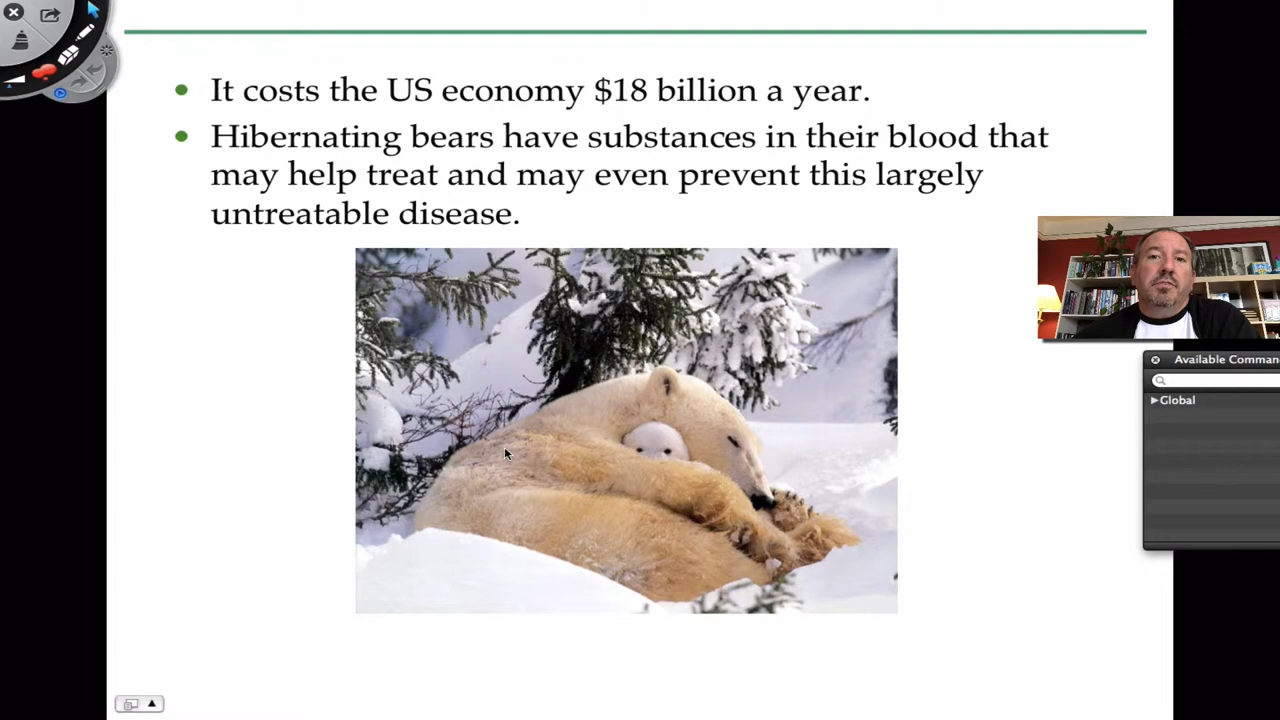 • It costs the US economy $18 billion a year.
• Hibernating bears have substances in their blood that
may help treat and may even prevent this largely
untreatable disease.
Available Comman
Global